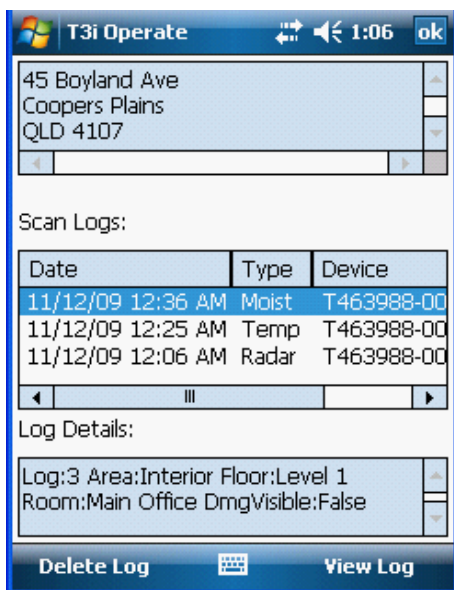 T3i Operate 1:06 ok
45 Boyland Ave
Coopers Plains
QLD 4107
Scan Logs:
Date Type Device
11/12/09 12:36 AM Moist T463988-00
11/12/09 12:25 AM Temp T463988-00
11/12/09 12:06 AM Radar T463988-00
Log Details:
Log:3 Area:Interior Floor:Level 1
Room:Main Office DmgVisible:False
Delete Log View Log